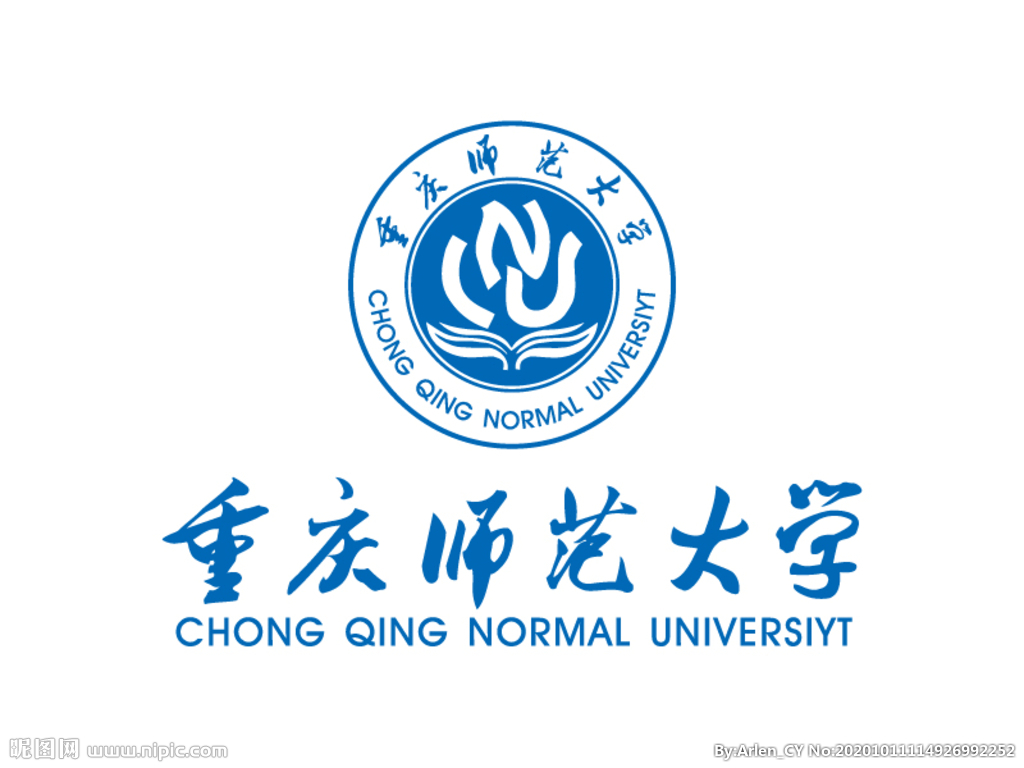 重庆师范大学
CNU
CHONG QING NORMAL UNIVERSIYT
重庆师范大学
CHONG QING NORMAL UNIVERSIYT
昵图网 www.nipic.com
By:Arlen_CY No:20201011114926992252